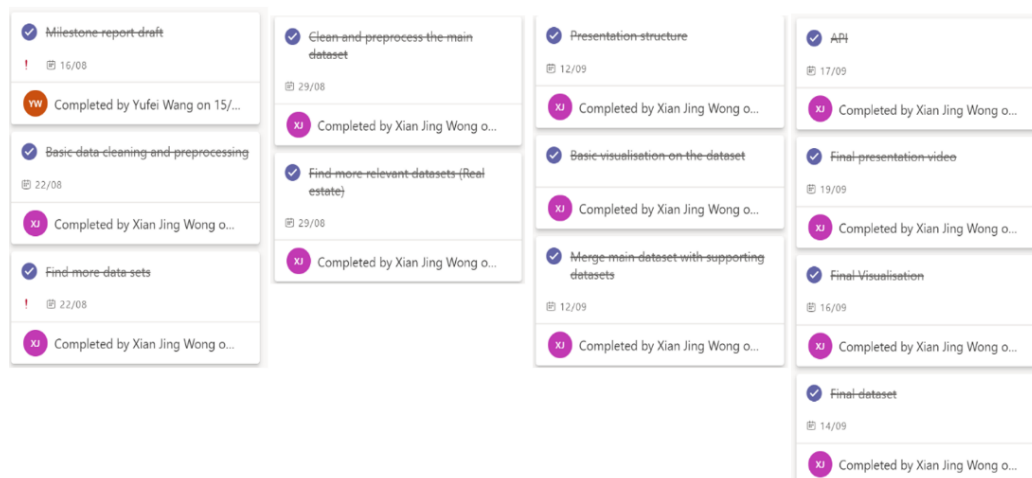 Milestone report draft
! 16/08
YW Completed by Yufei Wang on 15/...
Basic data cleaning and preprocessing
22/08
XJ Completed by Xian Jing Wong o...
Find more data sets
! 22/08
XJ Completed by Xian Jing Wong o...
Clean and preprocess the main
dataset
29/08
XJ Completed by Xian Jing Wong o...
Find more relevant datasets (Real
estate)
29/08
XJ Completed by Xian Jing Wong o...
Presentation structure
12/09
XJ Completed by Xian Jing Wong o...
Basic visualisation on the dataset
XJ Completed by Xian Jing Wong o...
Merge main dataset with supporting
datasets
12/09
XJ Completed by Xian Jing Wong o...
API
17/09
XJ Completed by Xian Jing Wong o...
Final presentation video
19/09
XJ Completed by Xian Jing Wong o...
Final Visualisation
16/09
XJ Completed by Xian Jing Wong o...
Final dataset
14/09
XJ Completed by Xian Jing Wong o...